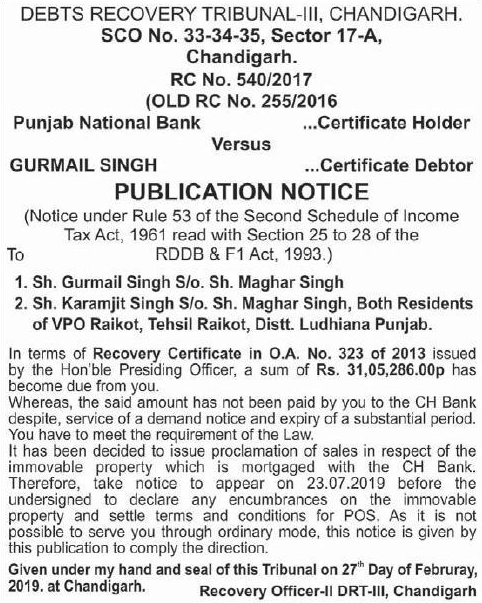 DEBTS RECOVERY TRIBUNAL-III, CHANDIGARH.
SCO No. 33-34-35, Sector 17-A,
Chandigarh.
RC No. 540/2017
(OLD RC No. 255/2016
Punjab National Bank ...Certificate Holder
Versus
GURMAIL SINGH ...Certificate Debtor
PUBLICATION NOTICE
(Notice under Rule 53 of the Second Schedule of Income
Tax Act, 1961 read with Section 25 to 28 of the
To RDDB & F1 Act, 1993.)
1. Sh. Gurmail Singh S/o. Sh. Maghar Singh
2. Sh. Karamjit Singh S/o. Sh. Maghar Singh, Both Residents
of VPO Raikot, Tehsil Raikot, Distt. Ludhiana Punjab.
In terms of Recovery Certificate in O.A. No. 323 of 2013 issued
by the Hon'ble Presiding Officer, a sum of Rs. 31,05,286.00p has
become due from you.
Whereas, the said amount has not been paid by you to the CH Bank
despite, service of a demand notice and expiry of a substantial period.
You have to meet the requirement of the Law.
It has been decided to issue proclamation of sales in respect of the
immovable property which is mortgaged with the CH Bank.
Therefore, take notice to appear on 23.07.2019 before the
undersigned to declare any encumbrances on the immovable
property and settle terms and conditions for POS. As it is not
possible to serve you through ordinary mode, this notice is given by
this publication to comply the direction.
Given under my hand and seal of this Tribunal on 27th Day of Februray,
2019. at Chandigarh. Recovery Officer-II DRT-III, Chandigarh